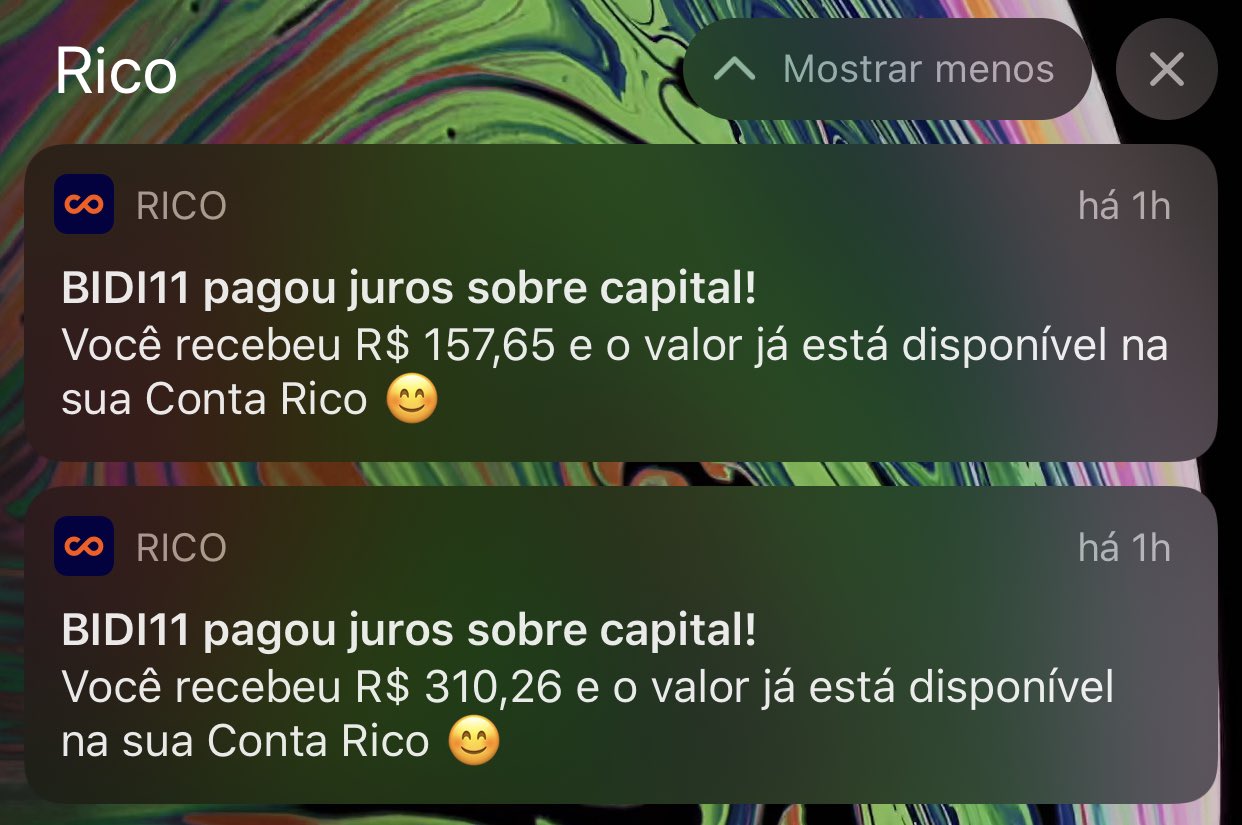 Rico
Mostrar menos
RICO
há 1h
BIDI11 pagou juros sobre capital!
Você recebeu R$ 157,65 e o valor já está disponível na
sua Conta Rico 😊
RICO
há 1h
BIDI11 pagou juros sobre capital!
Você recebeu R$ 310,26 e o valor já está disponível
na sua Conta Rico 😊